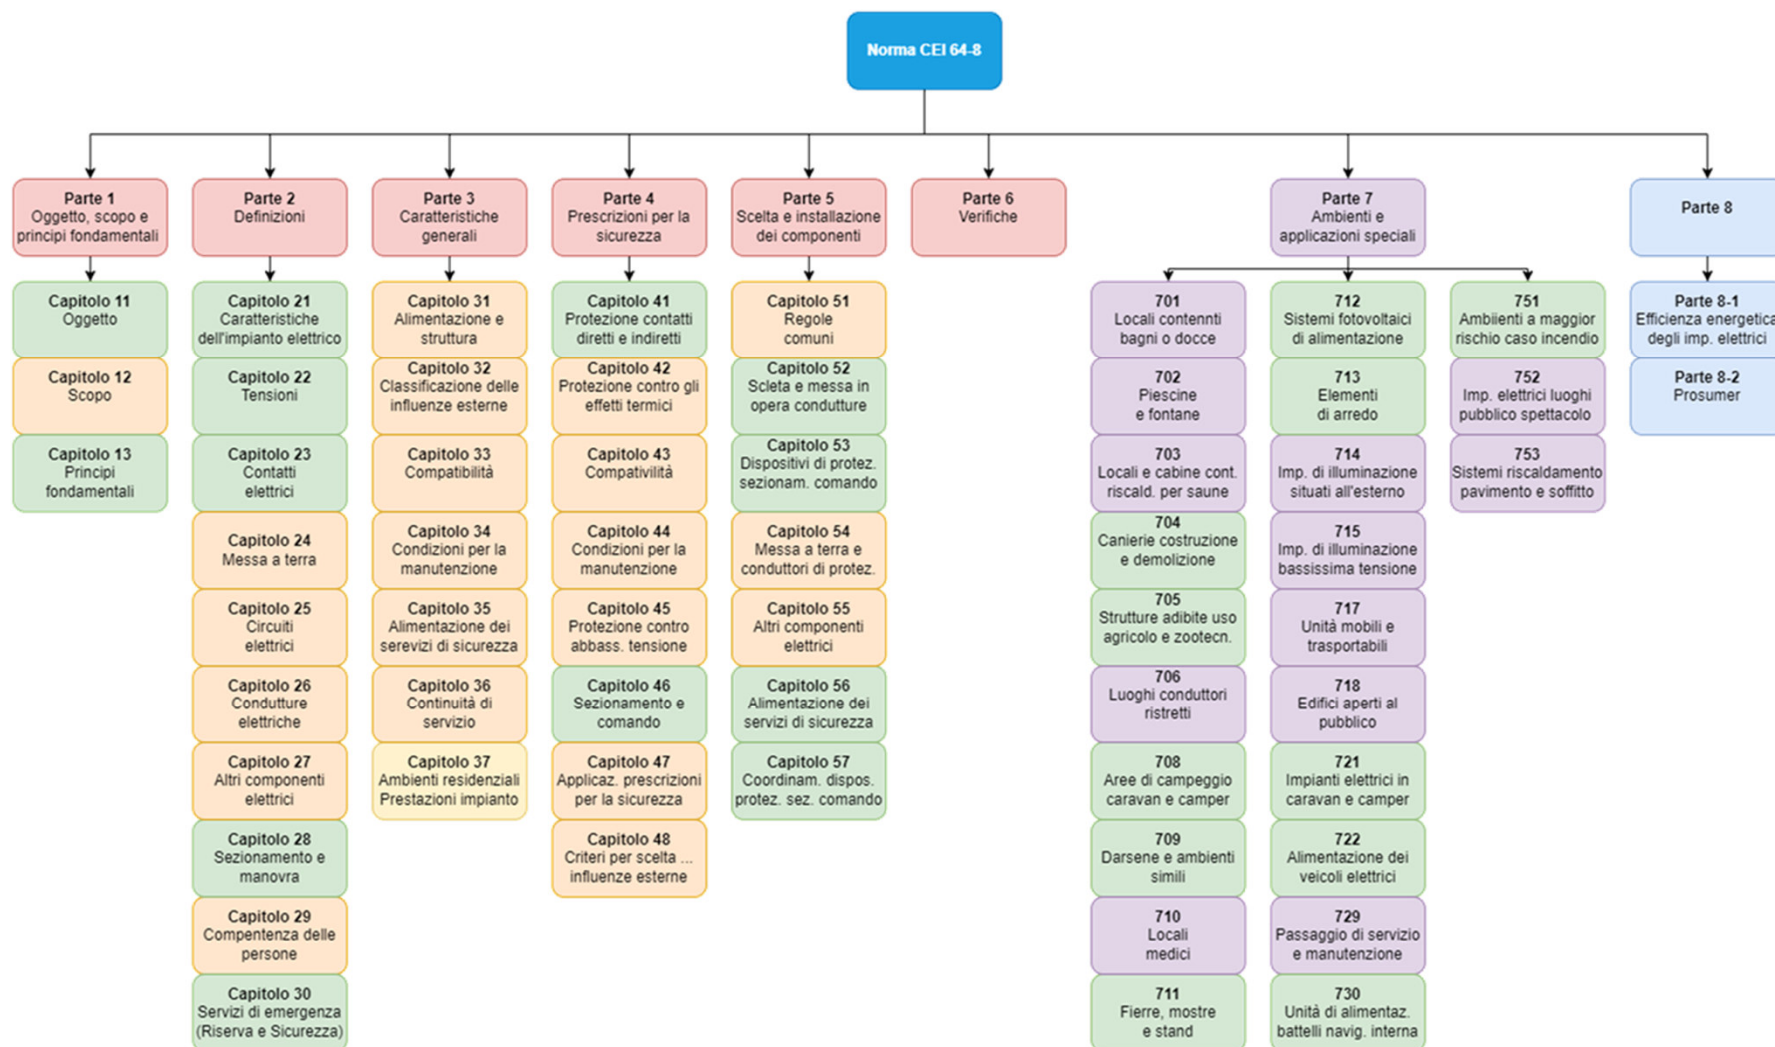 Norma CEI 64-8
Parte 1
Oggetto, scopo e
principi fondamentali
Parte 2
Definizioni
Parte 3
Caratteristiche
generali
Parte 4
Prescrizioni per la
sicurezza
Parte 5
Scelta e installazione
dei componenti
Parte 6
Verifiche
Parte 7
Ambienti e
applicazioni speciali
Parte 8
Capitolo 11
Oggetto
Capitolo 12
Scopo
Capitolo 13
Principi
fondamentali
Capitolo 21
Caratteristiche
dell'impianto elettrico
Capitolo 22
Tensioni
Capitolo 23
Contatti
elettrici
Capitolo 24
Messa a terra
Capitolo 25
Circuiti
elettrici
Capitolo 26
Condutture
elettriche
Capitolo 27
Altri componenti
elettrici
Capitolo 28
Sezionamento e
manovra
Capitolo 29
Compentenza delle
persone
Capitolo 30
Servizi di emergenza
(Riserva e Sicurezza)
Capitolo 31
Alimentazione e
struttura
Capitolo 32
Classificazione delle
influenze esterne
Capitolo 33
Compatibilità
Capitolo 34
Condizioni per la
manutenzione
Capitolo 35
Alimentazione dei
serevizi di sicurezza
Capitolo 36
Continuità di
servizio
Capitolo 37
Ambienti residenziali
Prestazioni impianto
Capitolo 41
Protezione contatti
diretti e indiretti
Capitolo 42
Protezione contro gli
effetti termici
Capitolo 43
Compativilità
Capitolo 44
Condizioni per la
manutenzione
Capitolo 45
Protezione contro
abbass. tensione
Capitolo 46
Sezionamento e
comando
Capitolo 47
Applicaz. prescrizioni
per la sicurezza
Capitolo 48
Criteri per scelta ...
influenze esterne
Capitolo 51
Regole
comuni
Capitolo 52
Scleta e messa in
opera condutture
Capitolo 53
Dispositivi di protez.
sezionam. comando
Capitolo 54
Messa a terra e
conduttori di protez.
Capitolo 55
Altri componenti
elettrici
Capitolo 56
Alimentazione dei
servizi di sicurezza
Capitolo 57
Coordinam. dispos.
protez. sez. comando
701
Locali contennti
bagni o docce
702
Piescine
e fontane
703
Locali e cabine cont.
riscald. per saune
704
Canierie costruzione
e demolizione
705
Strutture adibite uso
agricolo e zootecn.
706
Luoghi conduttori
ristretti
708
Aree di campeggio
caravan e camper
709
Darsene e ambienti
simili
710
Locali
medici
711
Fierre, mostre
e stand
712
Sistemi fotovoltaici
di alimentazione
713
Elementi
di arredo
714
Imp. di illuminazione
situati all'esterno
715
Imp. di illuminazione
bassissima tensione
717
Unità mobili e
trasportabili
718
Edifici aperti al
pubblico
721
Impianti elettrici in
caravan e camper
722
Alimentazione dei
veicoli elettrici
729
Passaggio di servizio
e manutenzione
730
Unità di alimentaz.
battelli navig. interna
751
Ambiienti a maggior
rischio caso incendio
752
Imp. elettrici luoghi
pubblico spettacolo
753
Sistemi riscaldamento
pavimento e soffitto
Parte 8-1
Efficienza energetica
degli imp. elettrici
Parte 8-2
Prosumer